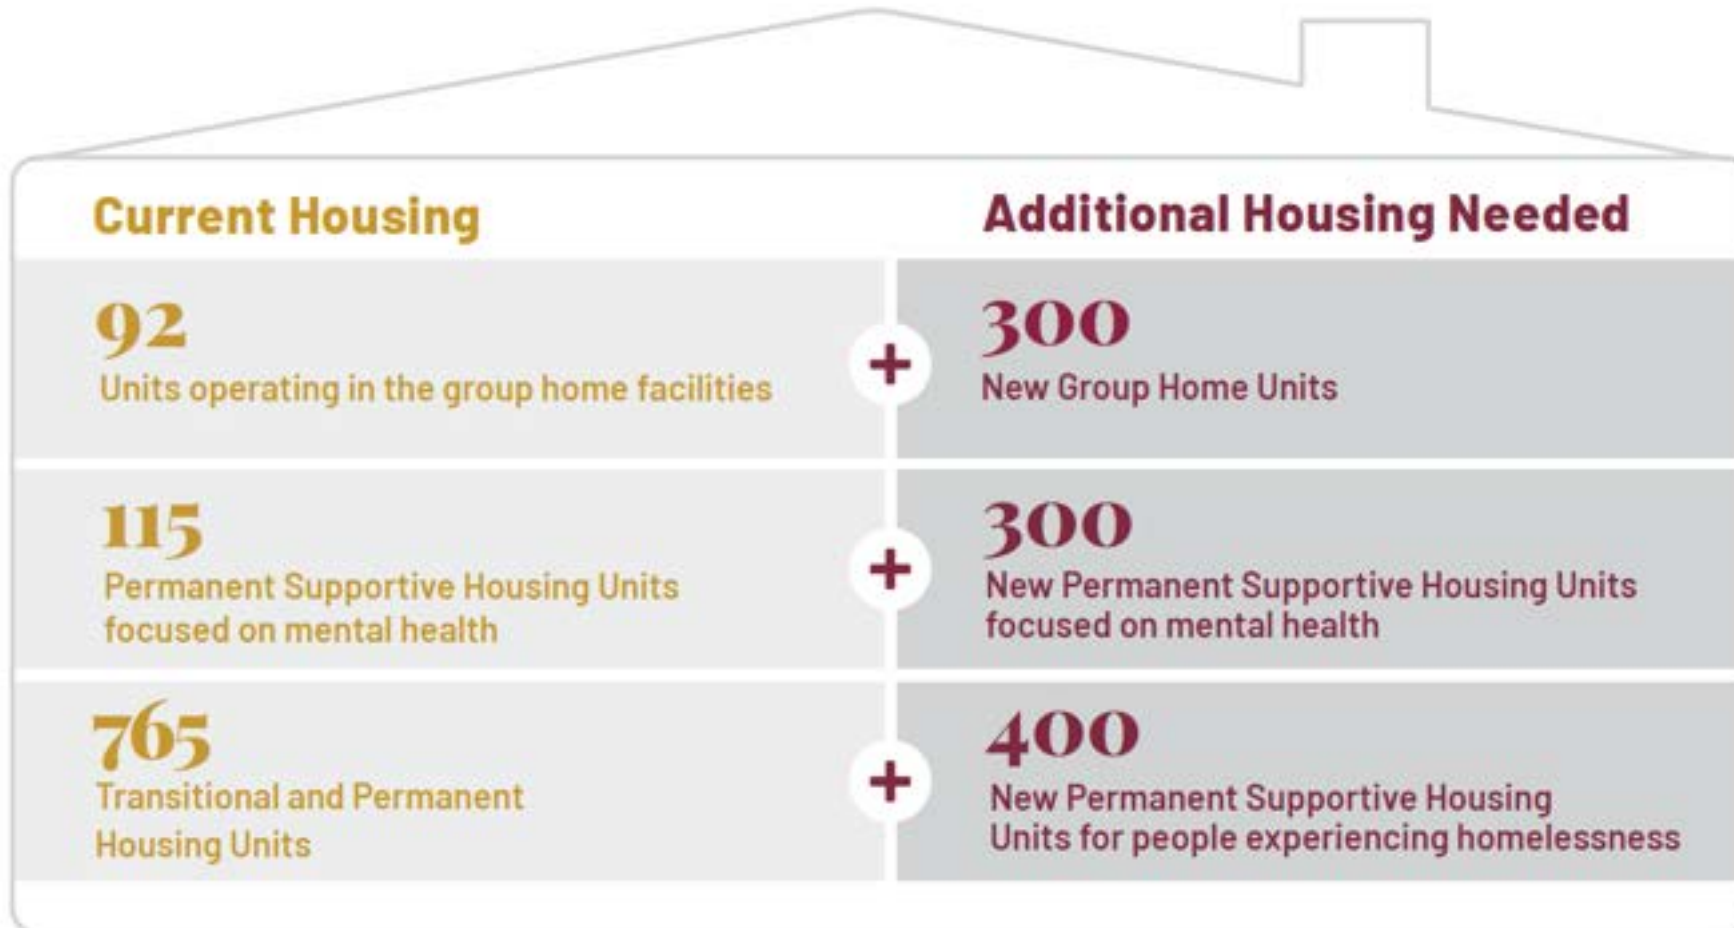 Current Housing
Additional Housing Needed
92
Units operating in the group home facilities
+
300
New Group Home Units
115
Permanent Supportive Housing Units
focused on mental health
+
300
New Permanent Supportive Housing Units
focused on mental health
765
Transitional and Permanent
Housing Units
+
400
New Permanent Supportive Housing
Units for people experiencing homelessness